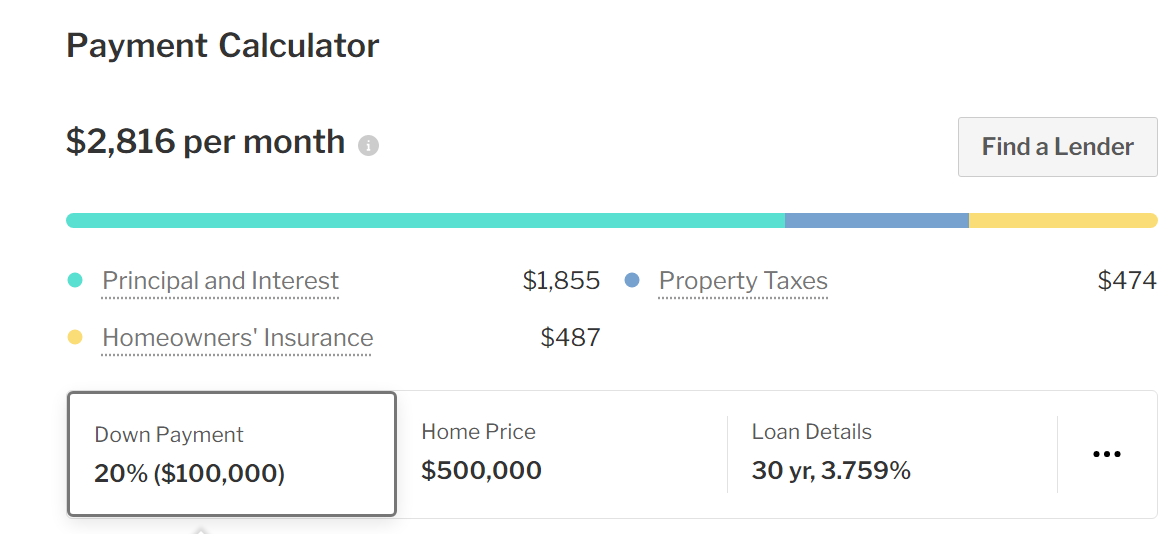 Payment Calculator
$2,816 per month i
Find a Lender
Principal and Interest $1,855
Property Taxes $474
Homeowners' Insurance $487
Down Payment
20% ($100,000)
Home Price
$500,000
Loan Details
30 yr, 3.759%